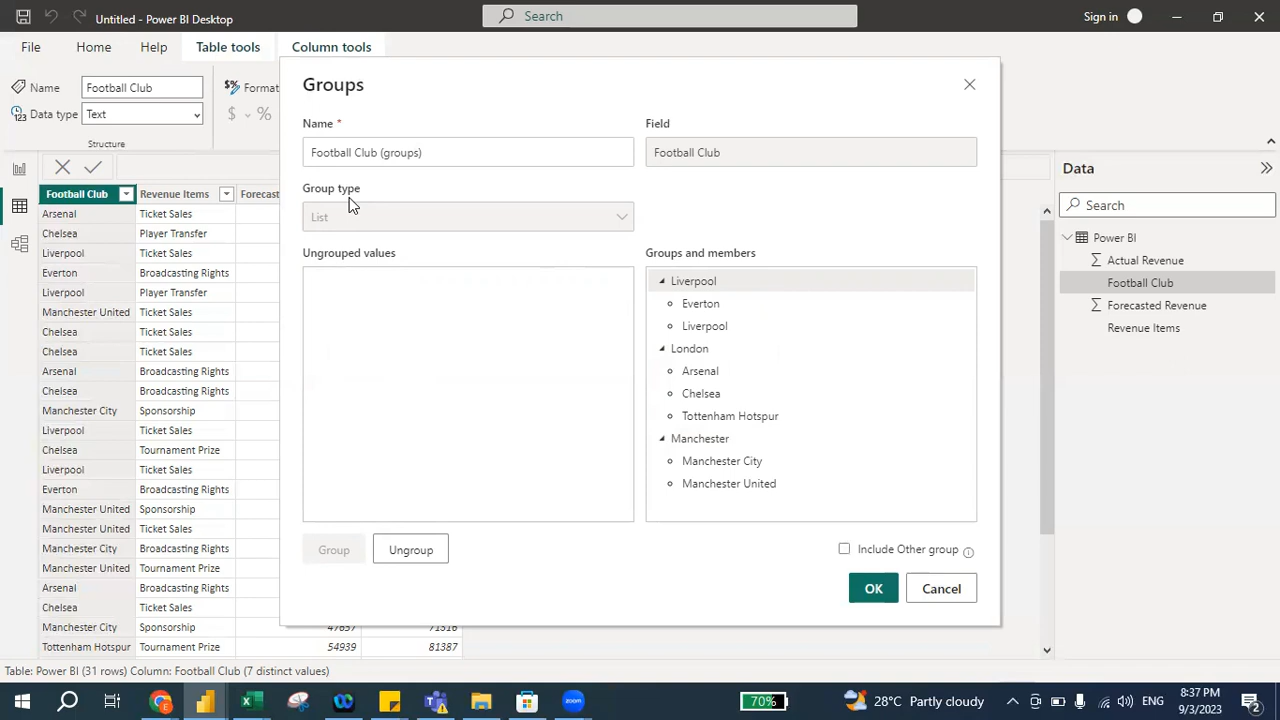 Untitled - Power BI Desktop
Search
Sign in
File
Home
Help
Table tools
Column tools
Name
Football Club
Data type
Text
Structure
Format
$
%
Groups
Name *
Football Club (groups)
Field
Football Club
Group type
List
Ungrouped values
Groups and members
Liverpool
Everton
Liverpool
London
Arsenal
Chelsea
Tottenham Hotspur
Manchester
Manchester City
Manchester United
Group
Ungroup
Include Other group
OK
Cancel
Football Club Revenue Items Forecast
Arsenal Ticket Sales
Chelsea Player Transfer
Liverpool Ticket Sales
Everton Broadcasting Rights
Liverpool Player Transfer
Manchester United Ticket Sales
Chelsea Ticket Sales
Chelsea Ticket Sales
Arsenal Broadcasting Rights
Chelsea Broadcasting Rights
Manchester City Sponsorship
Liverpool Ticket Sales
Chelsea Tournament Prize
Liverpool Ticket Sales
Everton Broadcasting Rights
Manchester United Sponsorship
Manchester United Ticket Sales
Manchester City Broadcasting Rights
Manchester United Tournament Prize
Arsenal Broadcasting Rights
Chelsea Ticket Sales
Manchester City Sponsorship
Tottenham Hotspur Tournament Prize 54939 81387
Data
Search
Power BI
Actual Revenue
Football Club
Forecasted Revenue
Revenue Items
Table: Power BI (31 rows) Column: Football Club (7 distinct values)
70%
28°C Partly cloudy
ENG
8:37 PM
9/3/2023
2